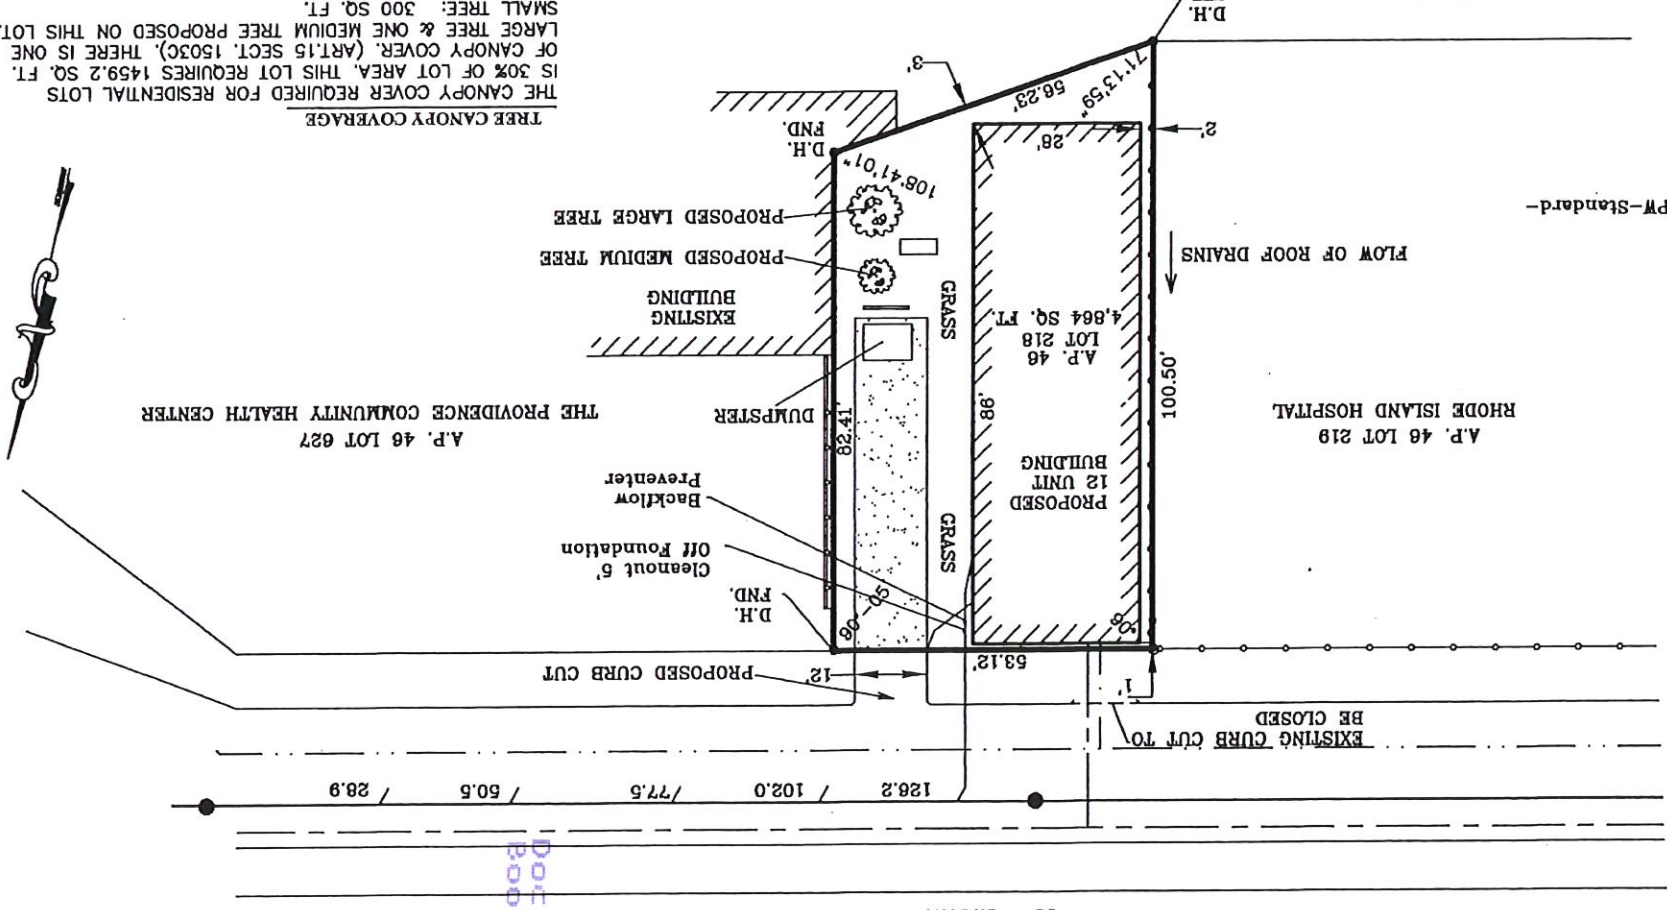 28.9
50.5
77.5
102.0
126.2
EXISTING CURB CUT TO
BE CLOSED
1'
PROPOSED CURB CUT
12'
53.12'
90°
90°-05'
D.H.
FND.
Cleanout 5'
Off Foundation
Backflow
Preventer
GRASS
PROPOSED
12 UNIT
BUILDING
A.P. 46 LOT 219
RHODE ISLAND HOSPITAL
100.50'
86'
82.41'
DUMPSTER
A.P. 46 LOT 627
THE PROVIDENCE COMMUNITY HEALTH CENTER
A.P. 46
LOT 218
4,864 SQ. FT.
GRASS
EXISTING
BUILDING
FLOW OF ROOF DRAINS
PROPOSED MEDIUM TREE
PROPOSED LARGE TREE
PW-Standard-
108°41'01"
28'
2'
D.H.
FND.
71°13'59"
56.23'
3'
D.H.
TREE CANOPY COVERAGE
THE CANOPY COVER REQUIRED FOR RESIDENTIAL LOTS
IS 30% OF LOT AREA. THIS LOT REQUIRES 1459.2 SQ. FT.
OF CANOPY COVER. (ART.15 SECT. 1503C). THERE IS ONE
LARGE TREE & ONE MEDIUM TREE PROPOSED ON THIS LOT.
SMALL TREE: 300 SQ. FT.